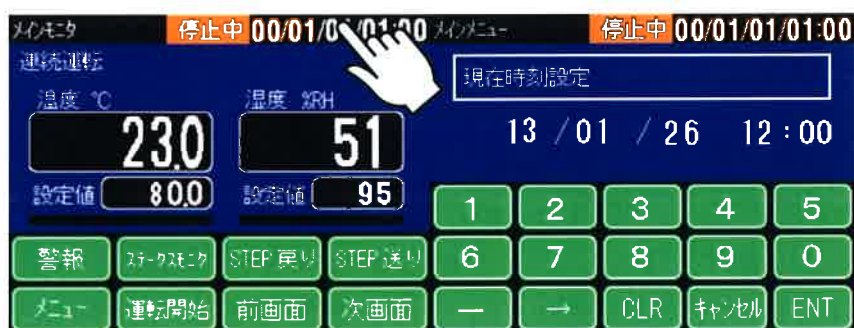 メインモニタ 停止中 00/01/01/01:00
連続運転
温度 ℃ 湿度 %RH
23.0 51
設定値 80.0 設定値 95
警報 ステータスモニタ STEP戻り STEP送り
メニュー 運転開始 前画面 次画面
メインメニュー 停止中 00/01/01/01:00
現在時刻設定
13 / 01 / 26 12:00
1 2 3 4 5
6 7 8 9 0
— → CLR キャンセル ENT